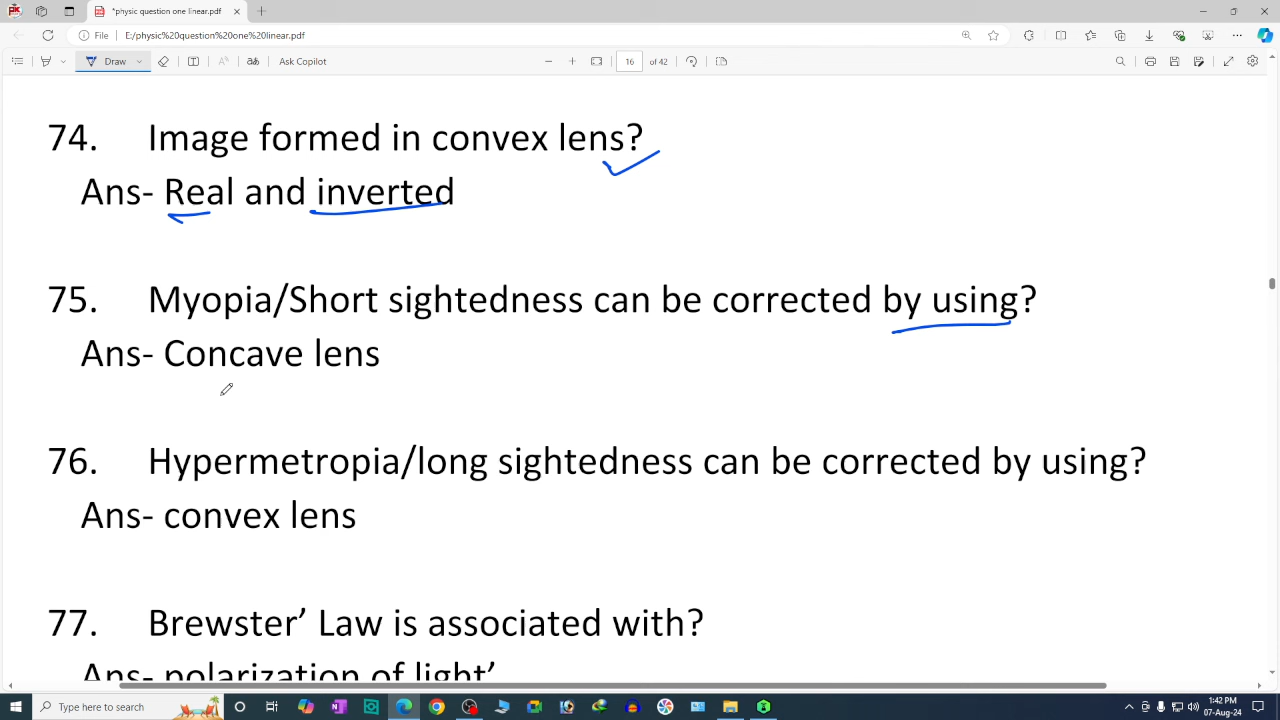 *physic question one linear.pdf
File
E:/physic%20question%20one%20linear.pdf
Draw
Ask Copilot
16
of 42
74. Image formed in convex lens?
Ans- Real and inverted
75. Myopia/Short sightedness can be corrected by using?
Ans- Concave lens
76. Hypermetropia/long sightedness can be corrected by using?
Ans- convex lens
77. Brewster’ Law is associated with?
Ans- polarization of light’
Type here to search
1:42 PM
07-Aug-24